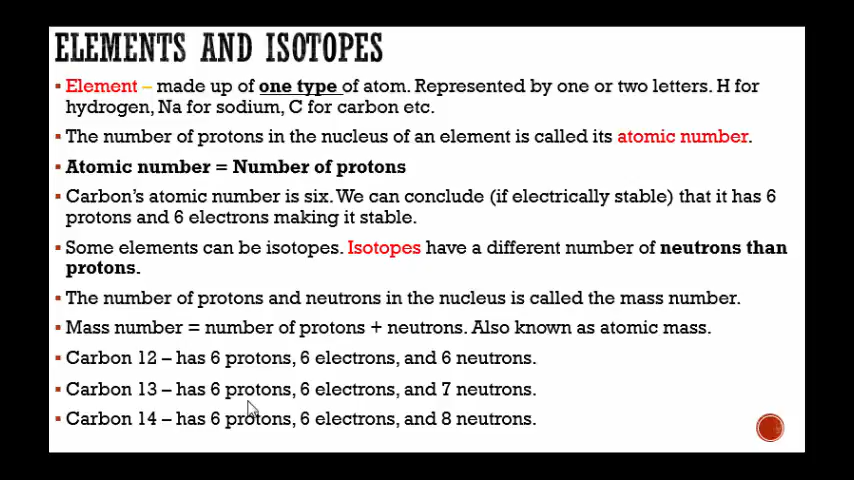 ELEMENTS AND ISOTOPES
Element – made up of one type of atom. Represented by one or two letters. H for
hydrogen, Na for sodium, C for carbon etc.
The number of protons in the nucleus of an element is called its atomic number.
Atomic number = Number of protons
Carbon's atomic number is six. We can conclude (if electrically stable) that it has 6
protons and 6 electrons making it stable.
Some elements can be isotopes. Isotopes have a different number of neutrons than
protons.
The number of protons and neutrons in the nucleus is called the mass number.
Mass number = number of protons + neutrons. Also known as atomic mass.
Carbon 12 – has 6 protons, 6 electrons, and 6 neutrons.
Carbon 13 – has 6 protons, 6 electrons, and 7 neutrons.
Carbon 14 – has 6 protons, 6 electrons, and 8 neutrons.